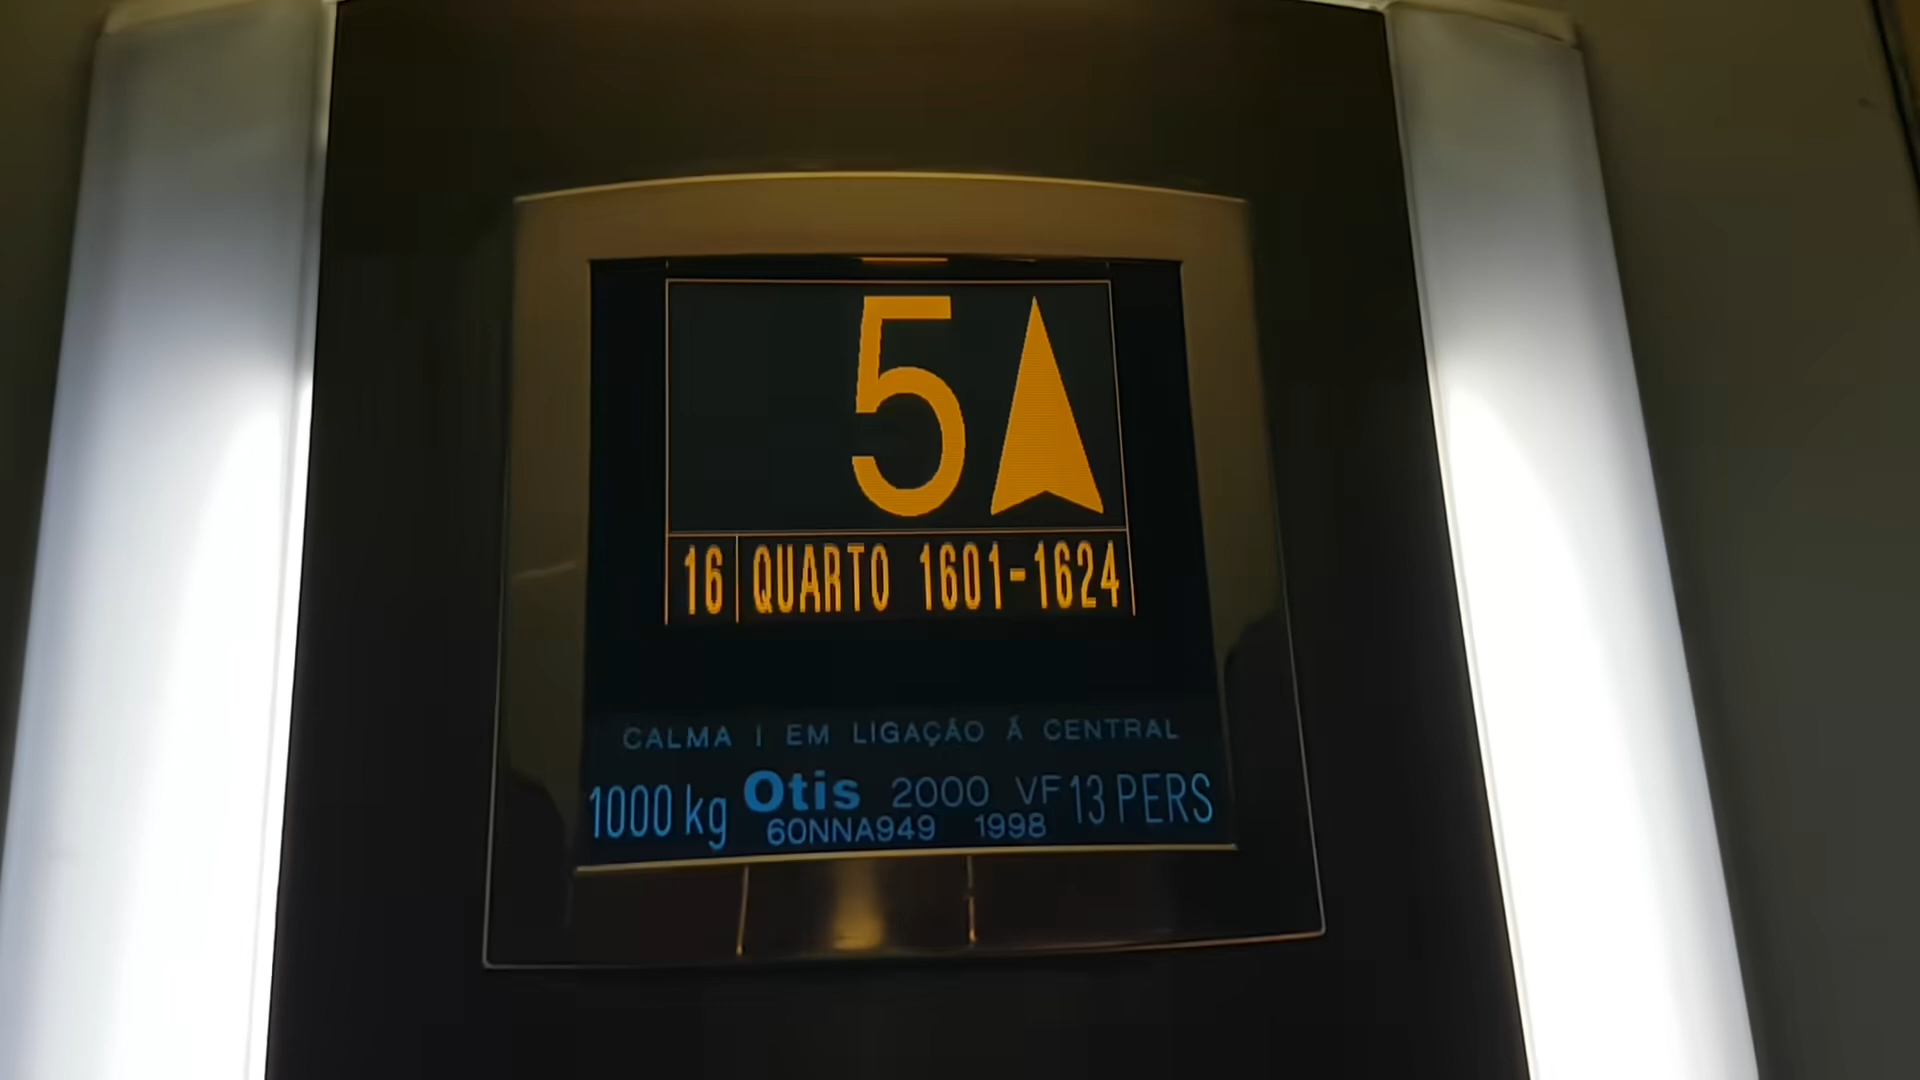 5
16 QUARTO 1601-1624
CALMA ! EM LIGAÇÃO Ã CENTRAL
1000 kg Otis 2000 VF 13 PERS
60NNA949 1998